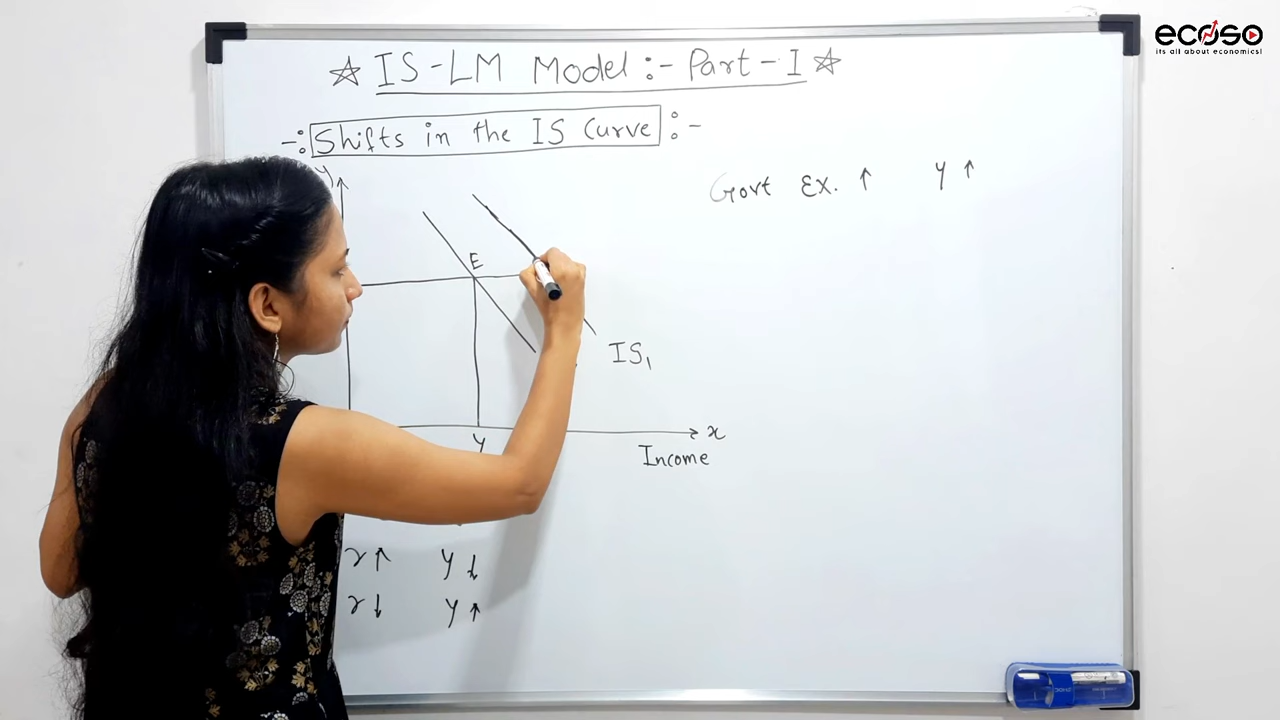 ecoso
its all about economics!
☆ IS-LM Model :- Part-I ☆
-: Shifts in the IS Curve :-
Y
Govt Ex. ↑ Y ↑
E
IS₁
x
Y
Income
r ↑ Y ↓
r ↓ Y ↑